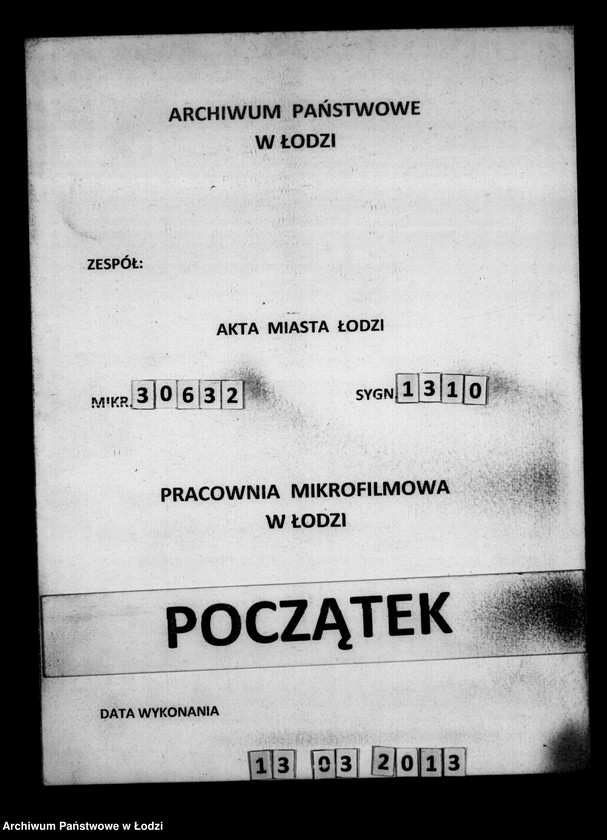 ARCHIWUM PAŃSTWOWE
W ŁODZI
ZESPÓŁ:
AKTA MIASTA ŁODZI
MIKR. 30632 SYGN. 1310
PRACOWNIA MIKROFILMOWA
W ŁODZI
POCZĄTEK
DATA WYKONANIA
13 03 2013
Archiwum Państwowe w Łodzi